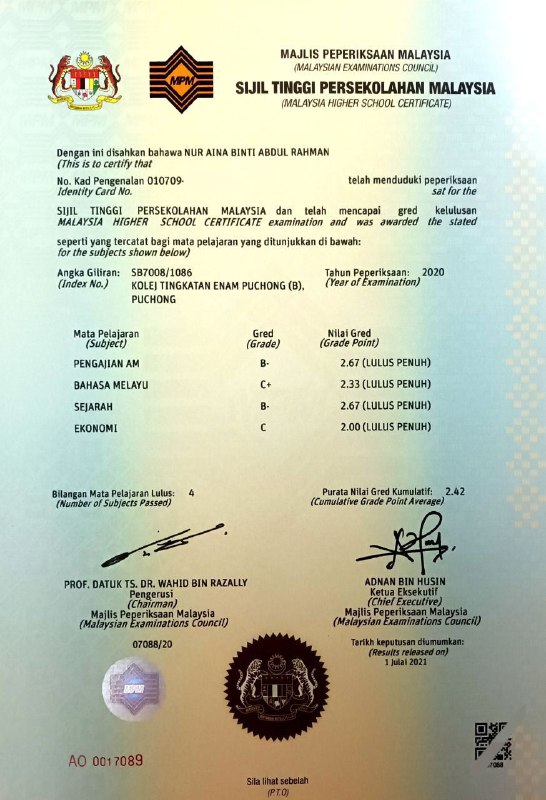 MPM
MAJLIS PEPERIKSAAN MALAYSIA
(MALAYSIAN EXAMINATIONS COUNCIL)
SIJIL TINGGI PERSEKOLAHAN MALAYSIA
(MALAYSIA HIGHER SCHOOL CERTIFICATE)
Dengan ini disahkan bahawa NUR AINA BINTI ABDUL RAHMAN
(This is to certify that
No. Kad Pengenalan 010709- telah menduduki peperiksaan
Identity Card No. sat for the
SIJIL TINGGI PERSEKOLAHAN MALAYSIA dan telah mencapai gred kelulusan
MALAYSIA HIGHER SCHOOL CERTIFICATE examination and was awarded the stated
seperti yang tercatat bagi mata pelajaran yang ditunjukkan di bawah:
for the subjects shown below)
Angka Giliran: SB7008/1086 Tahun Peperiksaan: 2020
(Index No.) KOLEJ TINGKATAN ENAM PUCHONG (B), (Year of Examination)
PUCHONG
Mata Pelajaran Gred Nilai Gred
(Subject) (Grade) (Grade Point)
PENGAJIAN AM B- 2.67 (LULUS PENUH)
BAHASA MELAYU C+ 2.33 (LULUS PENUH)
SEJARAH B- 2.67 (LULUS PENUH)
EKONOMI C 2.00 (LULUS PENUH)
Bilangan Mata Pelajaran Lulus: 4 Purata Nilai Gred Kumulatif: 2.42
(Number of Subjects Passed) (Cumulative Grade Point Average)
PROF. DATUK TS. DR. WAHID BIN RAZALLY ADNAN BIN HUSIN
Pengerusi Ketua Eksekutif
(Chairman) (Chief Executive)
Majlis Peperiksaan Malaysia Majlis Peperiksaan Malaysia
(Malaysian Examinations Council) (Malaysian Examinations Council)
07088/20 Tarikh keputusan diumumkan:
(Results released on)
1 Julai 2021
MPM
AO 0017089
7088
Sila lihat sebelah
(P.T.O)